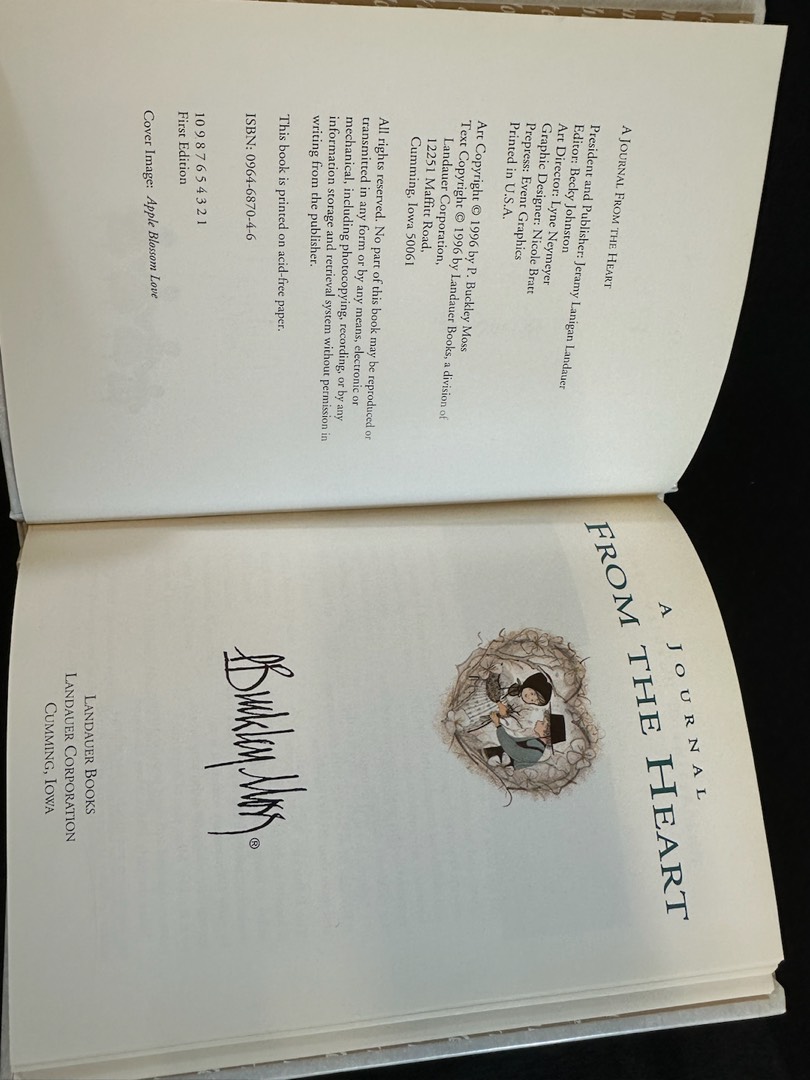 A JOURNAL FROM THE HEART
President and Publisher: Jeramy Lanigan Landauer
Editor: Becky Johnston
Art Director: Lyne Neymeyer
Graphic Designer: Nicole Bratt
Prepress: Event Graphics
Printed in U.S.A.
Art Copyright © 1996 by P. Buckley Moss
Text Copyright © 1996 by Landauer Books, a division of
Landauer Corporation,
12251 Maffitt Road,
Cumming, Iowa 50061
All rights reserved. No part of this book may be reproduced or
transmitted in any form or by any means, electronic or
mechanical, including photocopying, recording, or by any
information storage and retrieval system without permission in
writing from the publisher.
This book is printed on acid-free paper.
ISBN: 0964-6870-4-6
10 9 8 7 6 5 4 3 2 1
First Edition
Cover Image: Apple Blossom Love
A JOURNAL
FROM THE HEART
P Buckley Moss ®
LANDAUER BOOKS
LANDAUER CORPORATION
CUMMING, IOWA